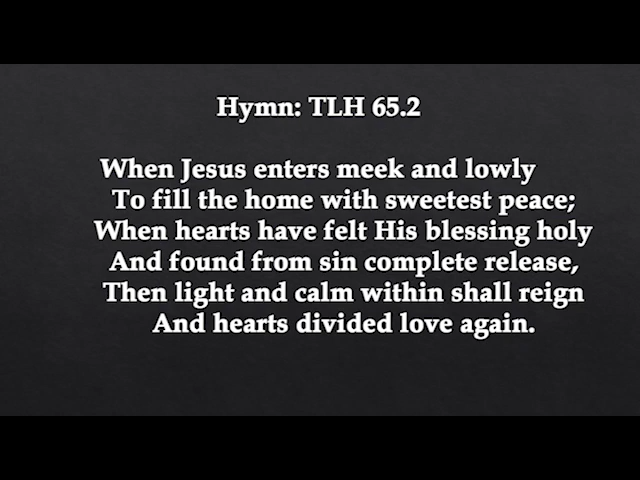 Hymn: TLH 65.2
When Jesus enters meek and lowly
To fill the home with sweetest peace;
When hearts have felt His blessing holy
And found from sin complete release,
Then light and calm within shall reign
And hearts divided love again.